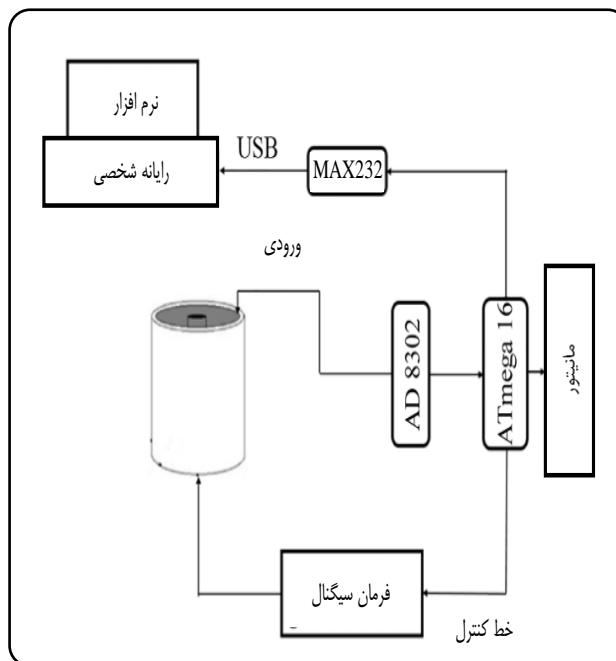 نرم افزار
رایانه شخصی
USB
MAX232
ورودی
AD 8302
ATmega 16
مانیتور
فرمان سیگنال
خط کنترل